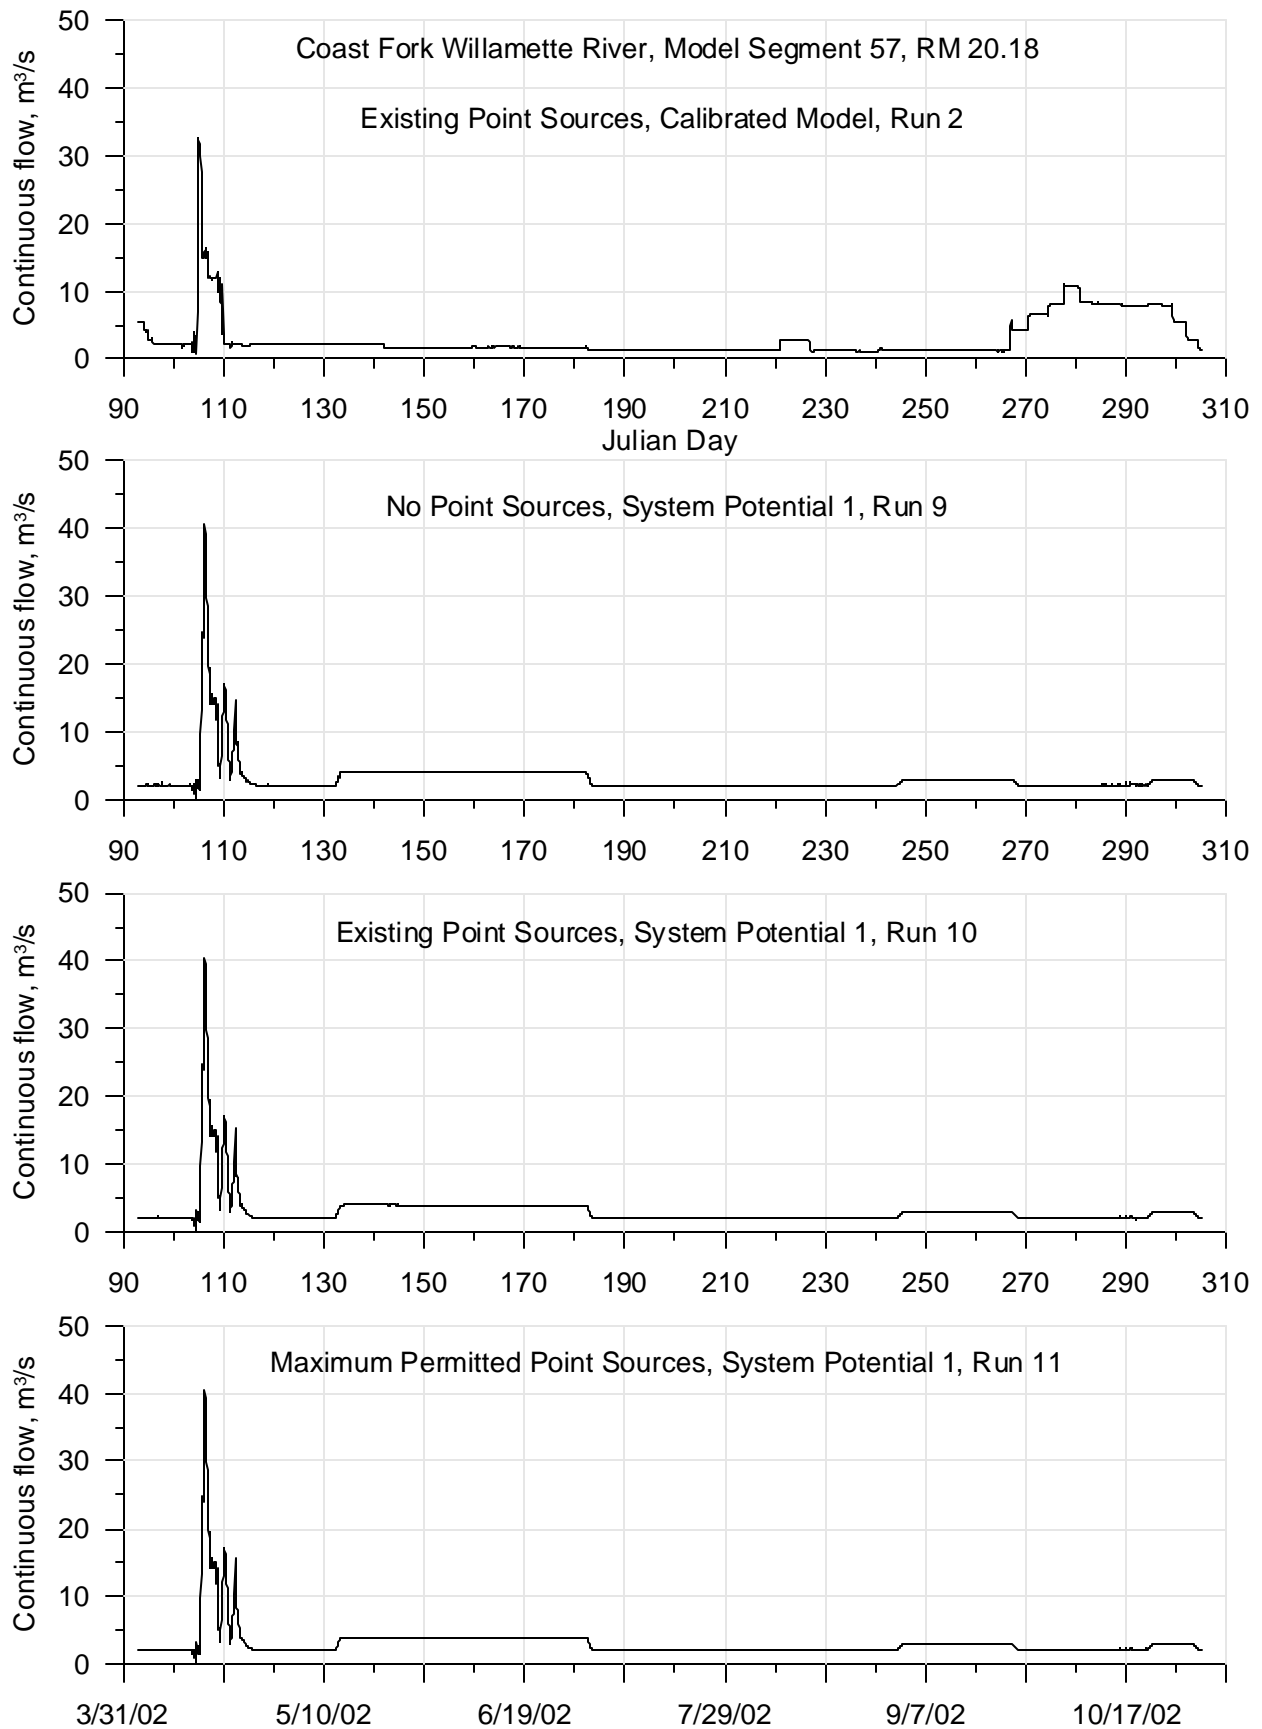 50
Coast Fork Willamette River, Model Segment 57, RM 20.18
40
Existing Point Sources, Calibrated Model, Run 2
30
20
10
0
Continuous flow, m³/s
90 110 130 150 170 190 210 230 250 270 290 310
Julian Day
50
No Point Sources, System Potential 1, Run 9
40
30
20
10
0
Continuous flow, m³/s
90 110 130 150 170 190 210 230 250 270 290 310
50
Existing Point Sources, System Potential 1, Run 10
40
30
20
10
0
Continuous flow, m³/s
90 110 130 150 170 190 210 230 250 270 290 310
50
Maximum Permitted Point Sources, System Potential 1, Run 11
40
30
20
10
0
Continuous flow, m³/s
3/31/02 5/10/02 6/19/02 7/29/02 9/7/02 10/17/02